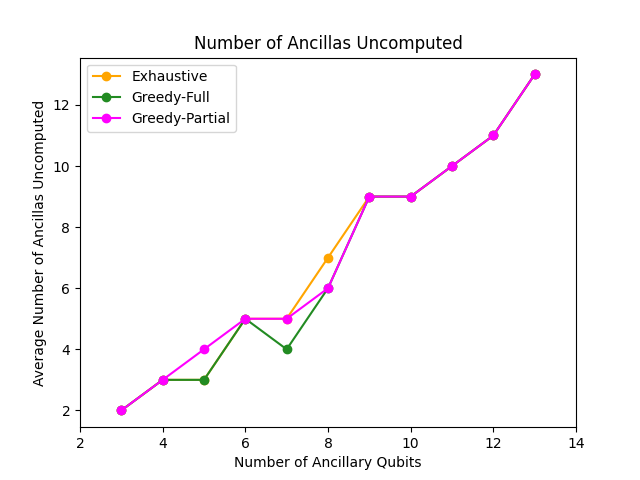 Number of Ancillas Uncomputed
Exhaustive
Greedy-Full
Greedy-Partial
Average Number of Ancillas Uncomputed
12
10
8
6
4
2
2 4 6 8 10 12 14
Number of Ancillary Qubits